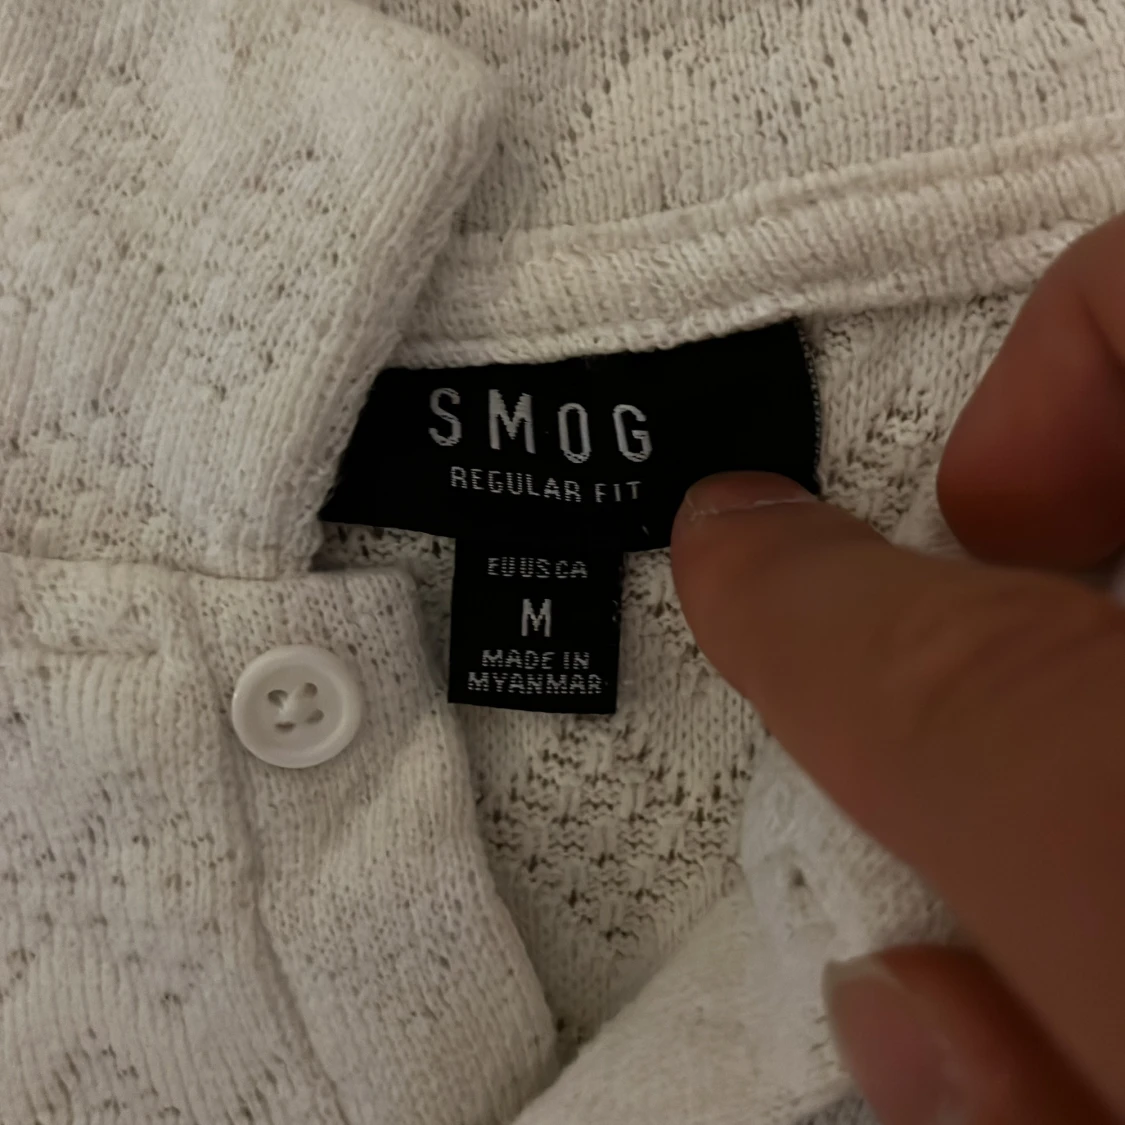 SMOG
REGULAR FIT
EU US CA
M
MADE IN
MYANMAR